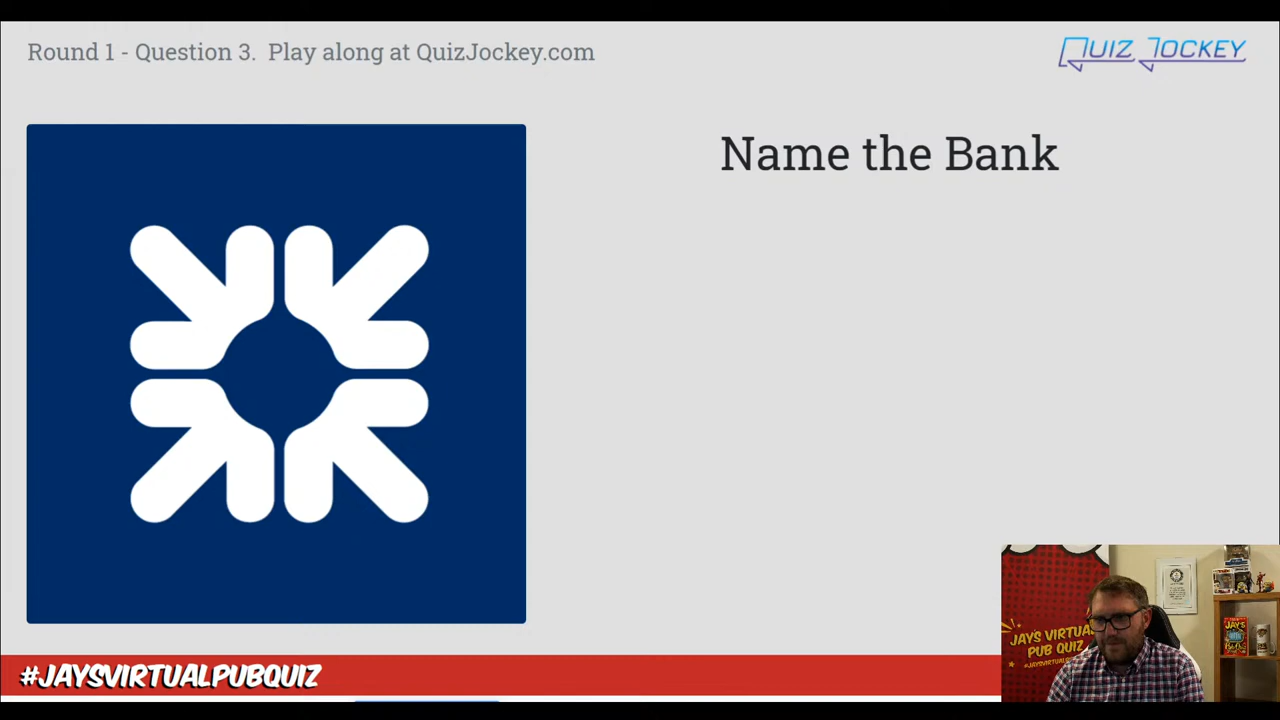 Round 1 - Question 3. Play along at QuizJockey.com
QUIZ JOCKEY
Name the Bank
#JAYSVIRTUALPUBQUIZ
JAYS VIRTUAL
PUB QUIZ
JAY'S